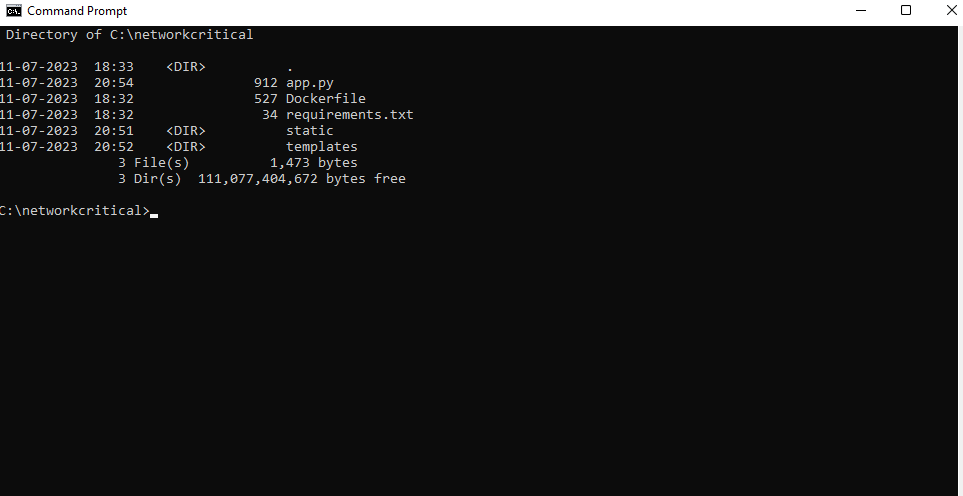 Command Prompt
Directory of C:\networkcritical
11-07-2023  18:33    <DIR>          .
11-07-2023  20:54               912 app.py
11-07-2023  18:32               527 Dockerfile
11-07-2023  18:32                34 requirements.txt
11-07-2023  20:51    <DIR>          static
11-07-2023  20:52    <DIR>          templates
3 File(s)          1,473 bytes
3 Dir(s)  111,077,404,672 bytes free
C:\networkcritical>